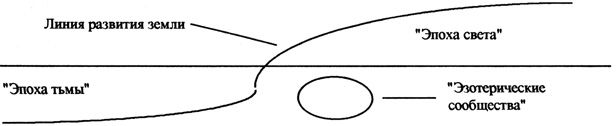 Линия развития земли
"Эпоха света"
"Эпоха тьмы"
"Эзотерические
сообщества"